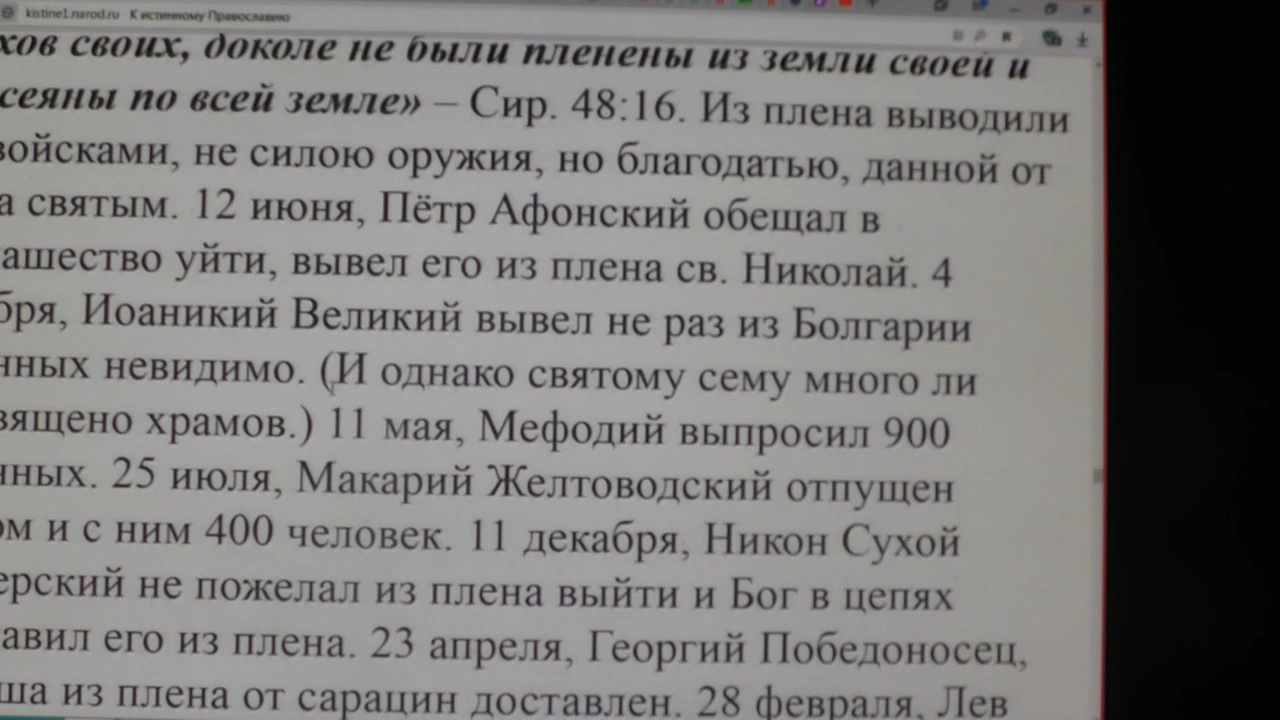 kistine1.narod.ru К истинному Православию
хов своих, доколе не были пленены из земли своей и
сеяны по всей земле» – Сир. 48:16. Из плена выводили
войсками, не силою оружия, но благодатью, данной от
а святым. 12 июня, Пётр Афонский обещал в
ашество уйти, вывел его из плена св. Николай. 4
бря, Иоаникий Великий вывел не раз из Болгарии
нных невидимо. (И однако святому сему много ли
вящено храмов.) 11 мая, Мефодий выпросил 900
нных. 25 июля, Макарий Желтоводский отпущен
ом и с ним 400 человек. 11 декабря, Никон Сухой
ерский не пожелал из плена выйти и Бог в цепях
авил его из плена. 23 апреля, Георгий Победоносец,
ша из плена от сарацин доставлен. 28 февраля, Лев